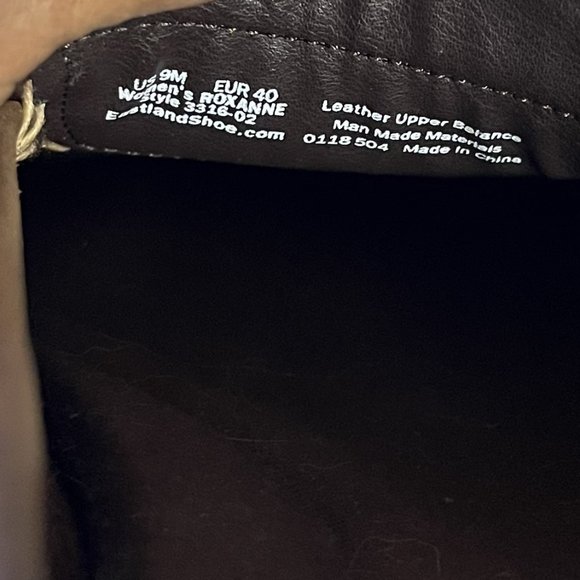 US 9M EUR 40
Women's ROXANNE
style 3316-02
EastlandShoe.com
Leather Upper Balance
Man Made Materials
0118 504 Made in China